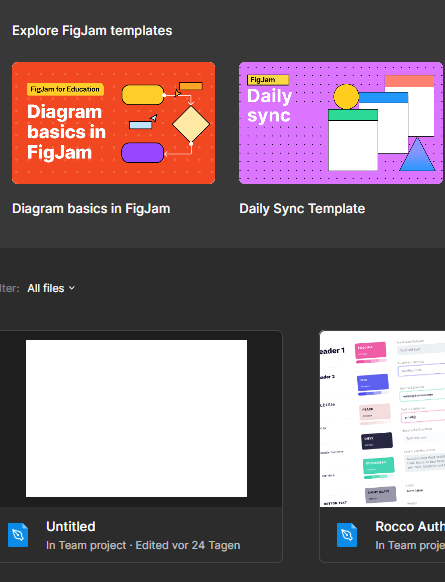 Explore FigJam templates
FigJam for Education
Diagram
basics in
FigJam
FigJam
Daily
sync
Diagram basics in FigJam
Daily Sync Template
lter: All files
eader 1
eader 2
Untitled
In Team project · Edited vor 24 Tagen
Rocco Auth
In Team proje